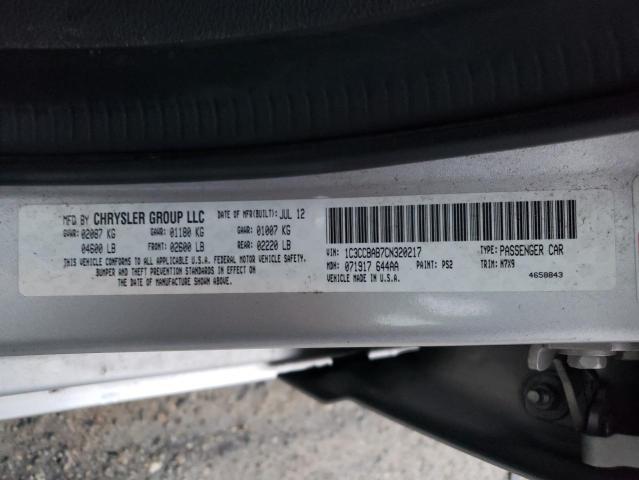 MFD BY CHRYSLER GROUP LLC DATE OF MFR(BUILT): JUL 12
GVWR: 02087 KG GAWR: 01180 KG GAWR: 01007 KG
04600 LB FRONT: 02600 LB REAR: 02220 LB
THIS VEHICLE CONFORMS TO ALL APPLICABLE U.S.A. FEDERAL MOTOR VEHICLE SAFETY,
BUMPER AND THEFT PREVENTION STANDARDS IN EFFECT ON
THE DATE OF MANUFACTURE SHOWN ABOVE.
VIN: 1C3CCBAB7CN320217 TYPE: PASSENGER CAR
MDH: 071917 644AA PAINT: PS2 TRIM: M7X9
VEHICLE MADE IN U.S.A. 4658843